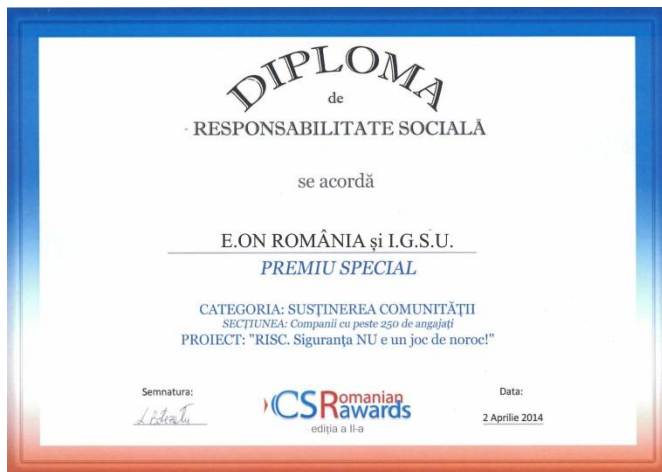 DIPLOMA
de
RESPONSABILITATE SOCIALĂ
se acordă
E.ON ROMÂNIA și I.G.S.U.
PREMIU SPECIAL
CATEGORIA: SUSȚINEREA COMUNITĂȚII
SECȚIUNEA: Companii cu peste 250 de angajați
PROIECT: "RISC. Siguranța NU e un joc de noroc!"
Semnatura:
CSRomanian awards
ediția a II-a
Data:
2 Aprilie 2014